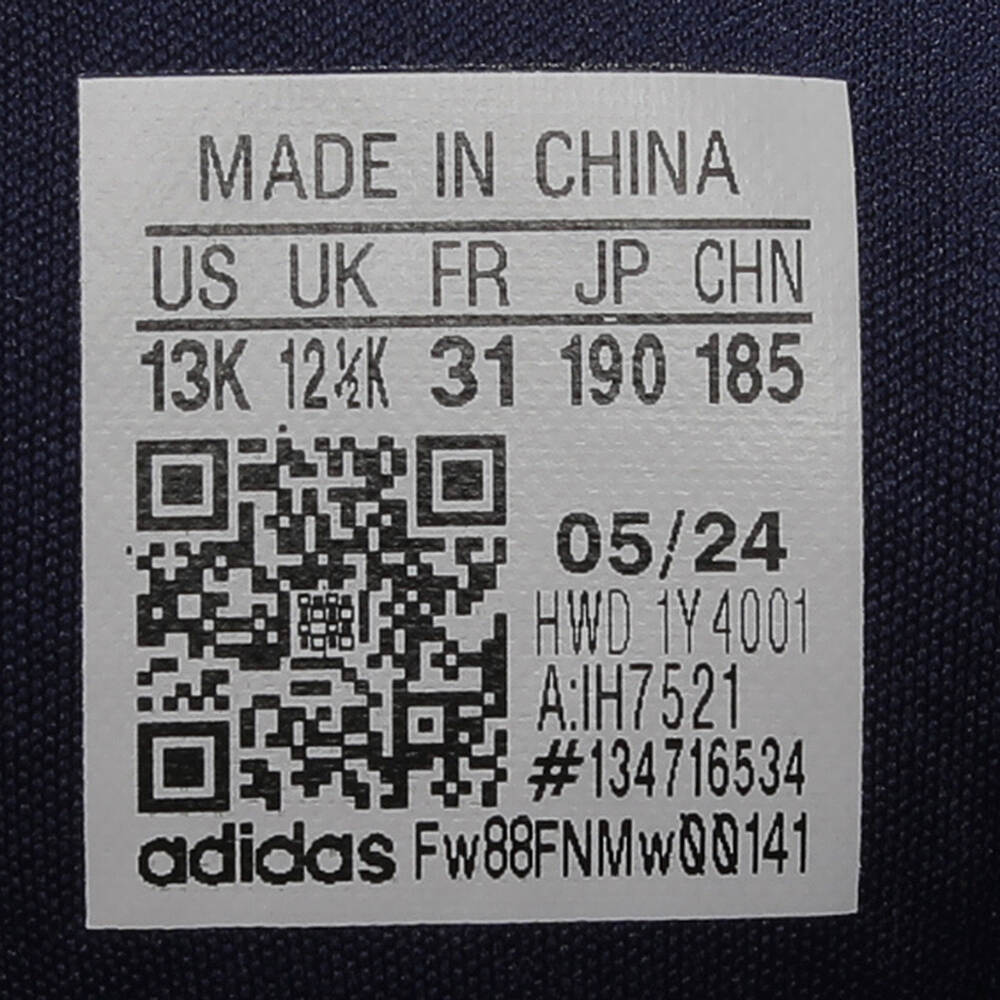 MADE IN CHINA
US UK FR JP CHN
13K 12½K 31 190 185
05/24
HWD 1Y4001
A:IH7521
#134716534
adidas Fw88FNMwQQ141